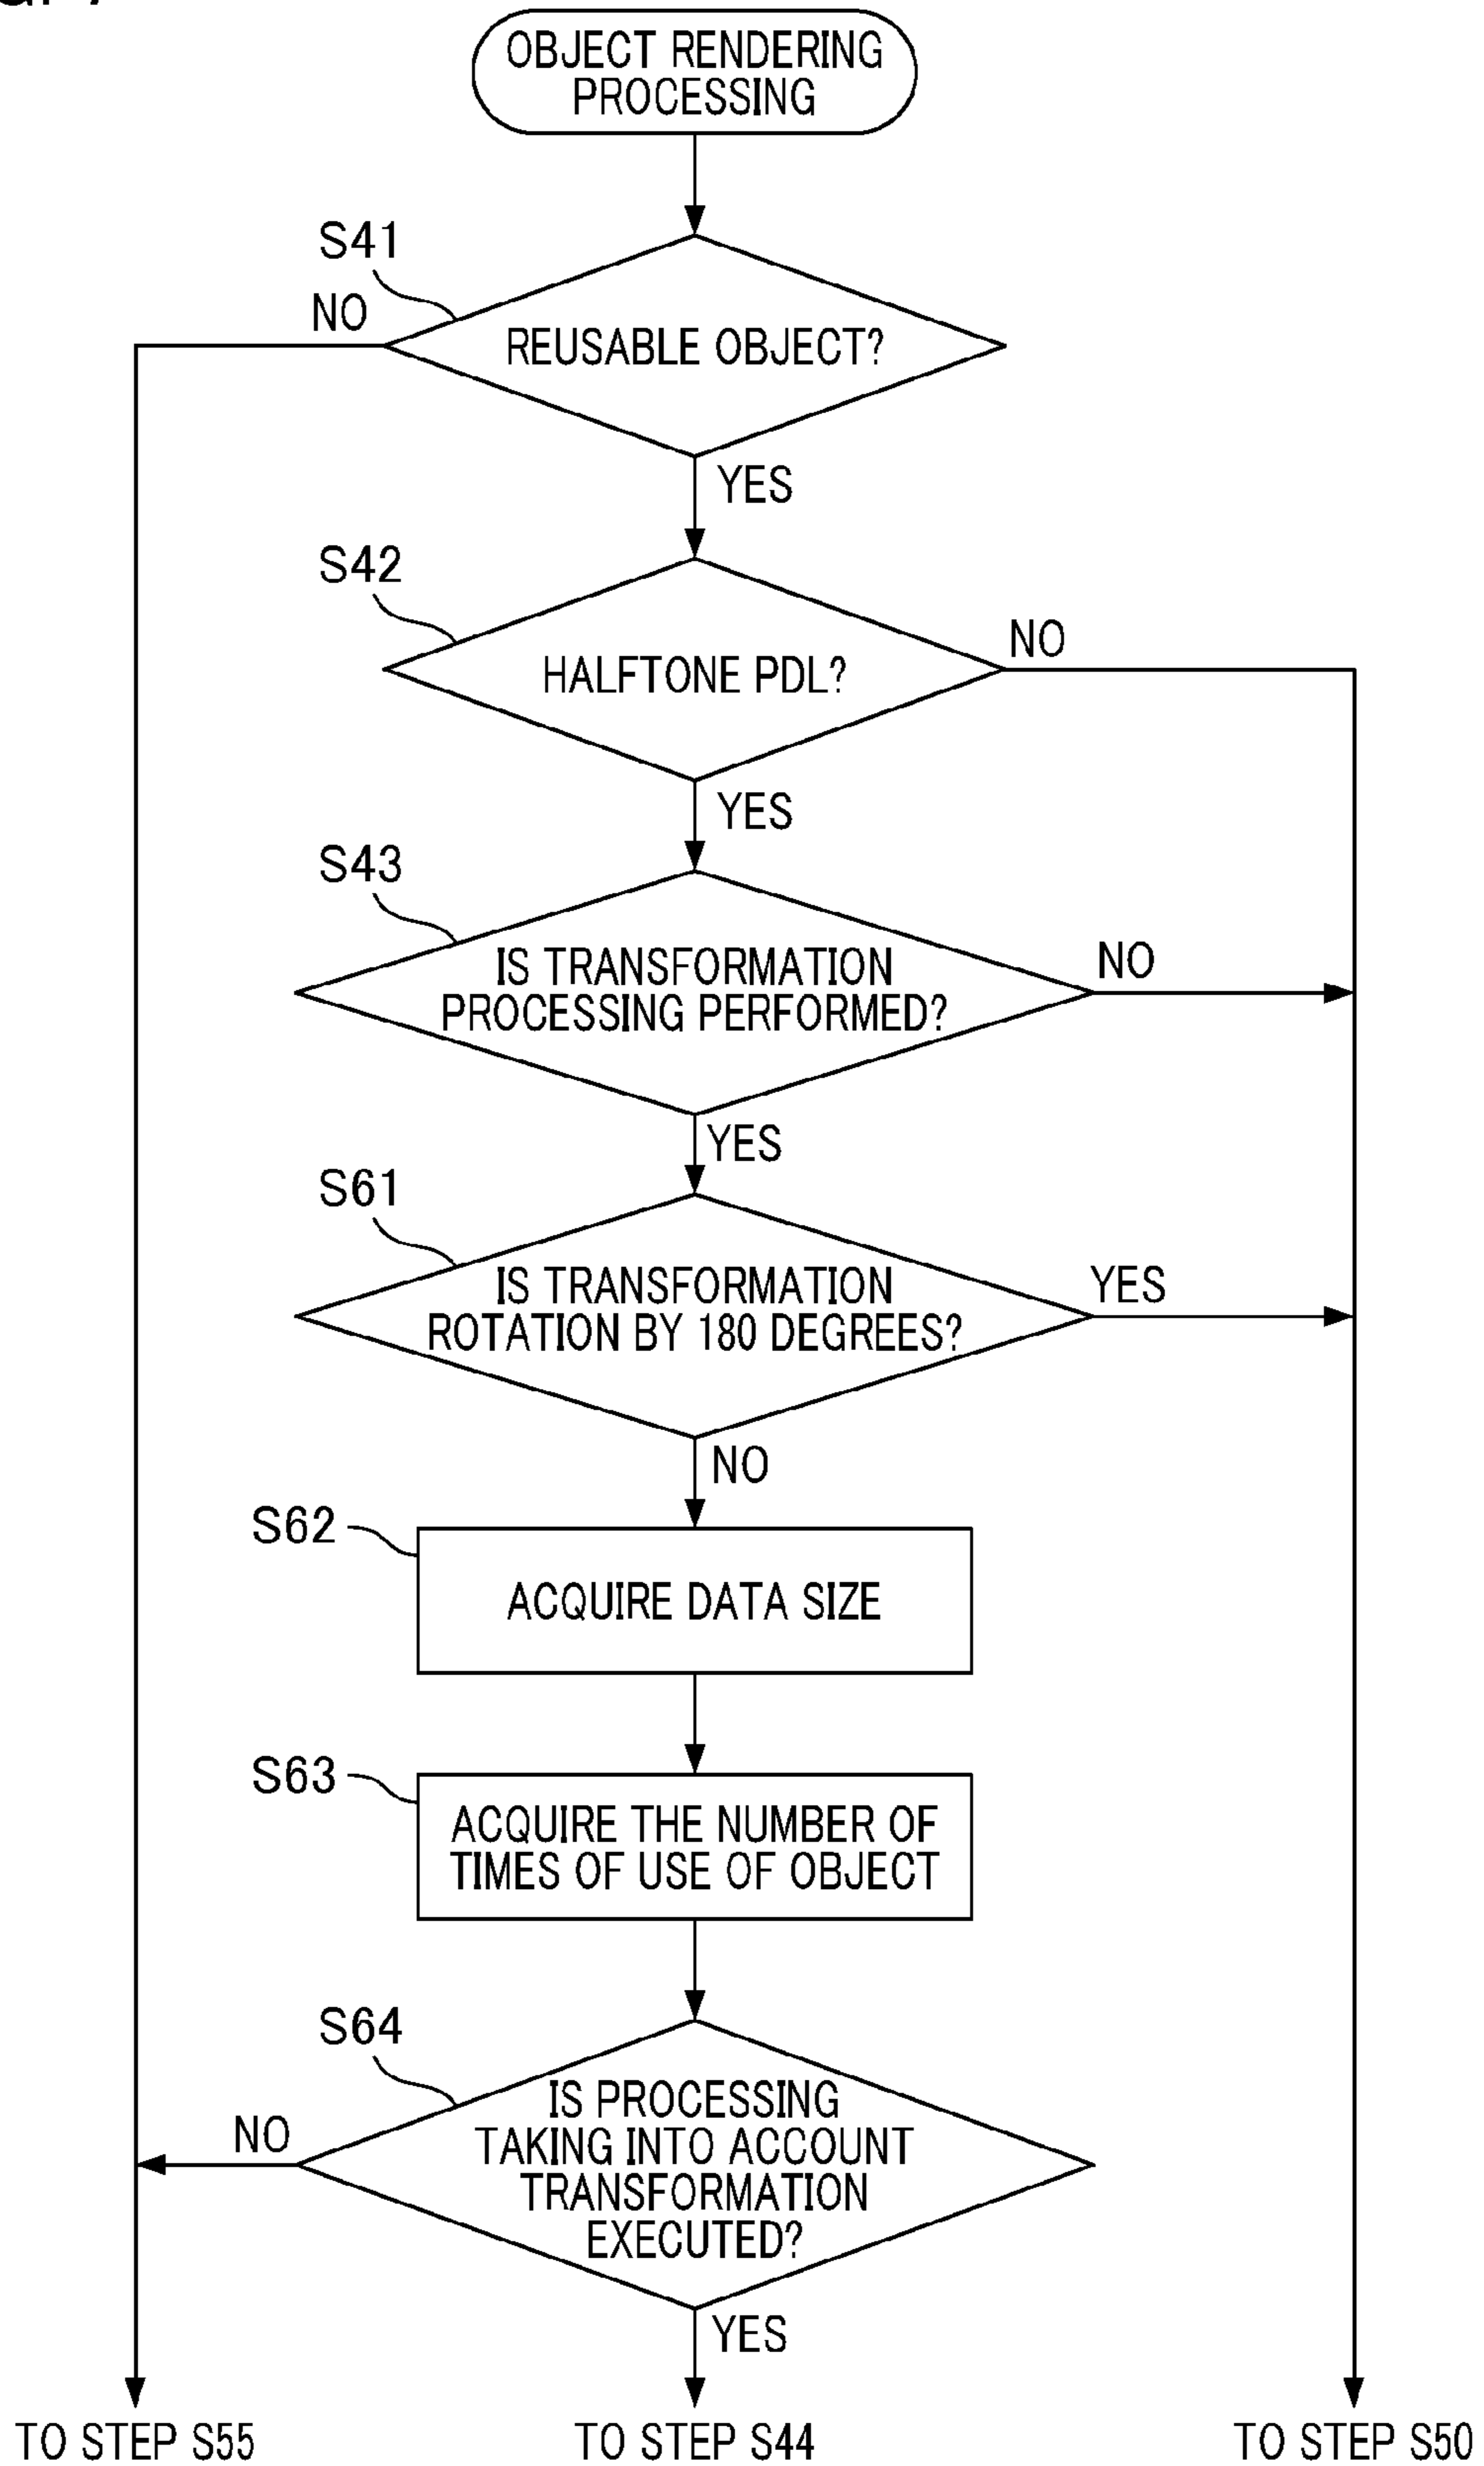 OBJECT RENDERING
PROCESSING
S41
NO
REUSABLE OBJECT?
YES
S42
NO
HALFTONE PDL?
YES
S43
IS TRANSFORMATION
PROCESSING PERFORMED?
NO
YES
S61
IS TRANSFORMATION
ROTATION BY 180 DEGREES?
YES
NO
S62
ACQUIRE DATA SIZE
S63
ACQUIRE THE NUMBER OF
TIMES OF USE OF OBJECT
S64
NO
IS PROCESSING
TAKING INTO ACCOUNT
TRANSFORMATION
EXECUTED?
YES
TO STEP S55
TO STEP S44
TO STEP S50